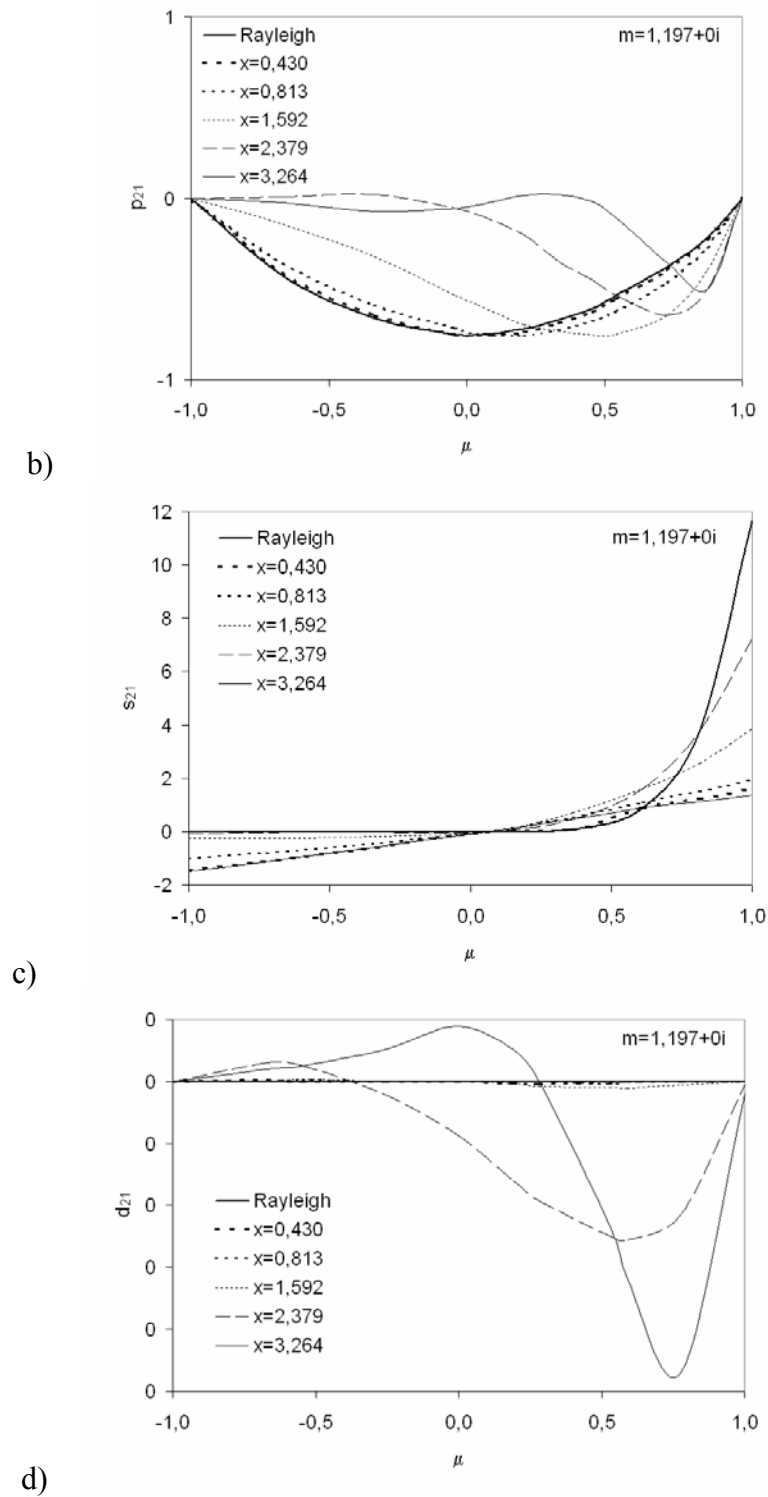 1
Rayleigh
m=1,197+0i
x=0,430
x=0,813
x=1,592
x=2,379
x=3,264
p21
0
-1
-1,0
-0,5
0,0
0,5
1,0
μ
b)
12
Rayleigh
m=1,197+0i
10
x=0,430
x=0,813
8
x=1,592
x=2,379
6
x=3,264
s21
4
2
0
-2
-1,0
-0,5
0,0
0,5
1,0
μ
c)
0
m=1,197+0i
0
0
d21
0
Rayleigh
x=0,430
0
x=0,813
x=1,592
0
x=2,379
x=3,264
0
-1,0
-0,5
0,0
0,5
1,0
μ
d)